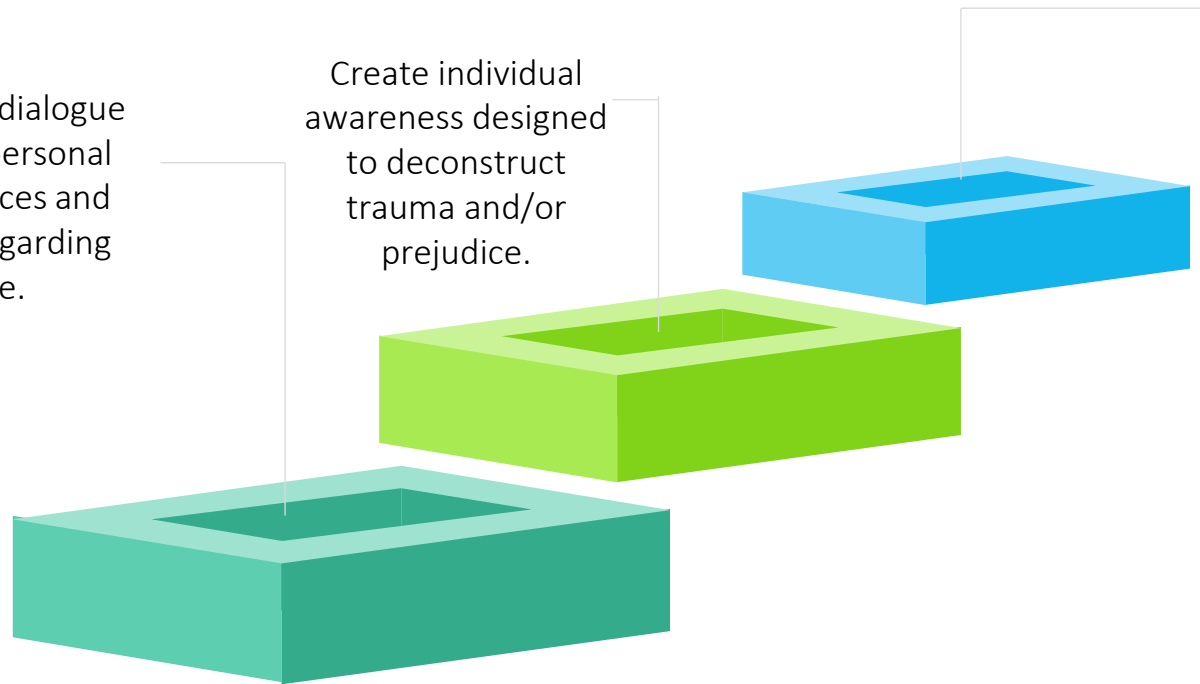 dialogue
ersonal
ces and
garding
e.
Create individual
awareness designed
to deconstruct
trauma and/or
prejudice.